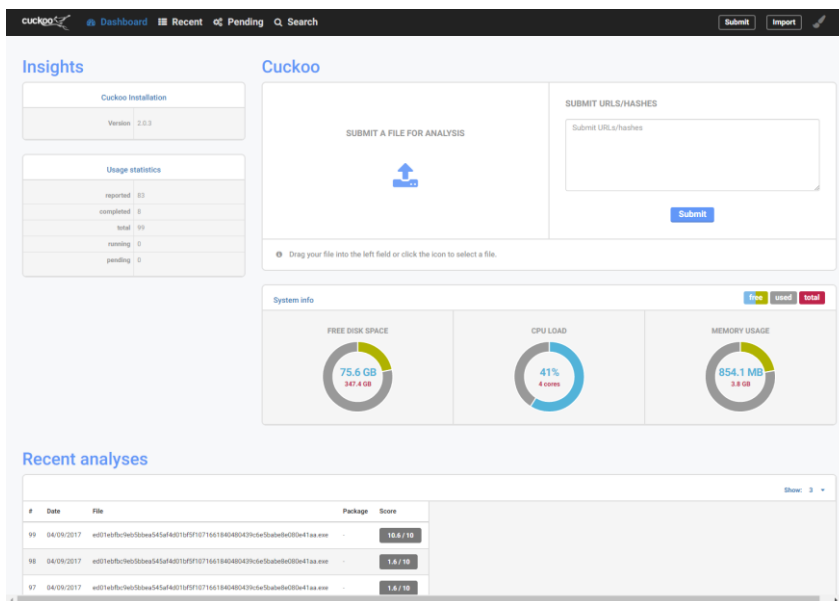 cuckoo Dashboard Recent Pending Search Submit Import
Insights
Cuckoo Installation
Version 2.0.3
Usage statistics
reported 83
completed 8
total 99
running 0
pending 0
Cuckoo
SUBMIT A FILE FOR ANALYSIS
SUBMIT URLS/HASHES
Submit URLs/hashes
Submit
Drag your file into the left field or click the icon to select a file.
System info free used total
FREE DISK SPACE
75.6 GB
347.4 GB
CPU LOAD
41%
4 cores
MEMORY USAGE
854.1 MB
3.8 GB
Recent analyses
Show: 3
# Date File Package Score
99 04/09/2017 ed01ebfbc9eb5bbea545af4d01bf5f1071661840480439c6e5babe8e080e41aa.exe - 10.6 / 10
98 04/09/2017 ed01ebfbc9eb5bbea545af4d01bf5f1071661840480439c6e5babe8e080e41aa.exe - 1.6 / 10
97 04/09/2017 ed01ebfbc9eb5bbea545af4d01bf5f1071661840480439c6e5babe8e080e41aa.exe - 1.6 / 10